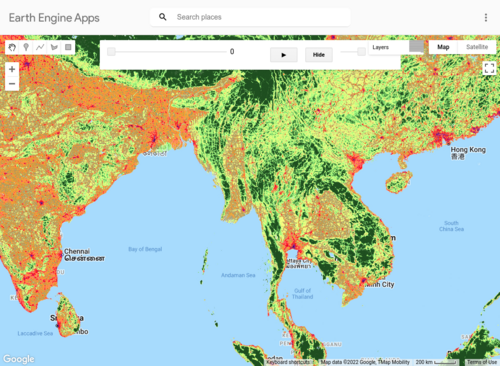 Earth Engine Apps
Search places
0
Hide
Layers
Map
Satellite
Hong Kong
香港
Bay of Bengal
South
China Sea
Chennai
சென்னை
Andaman Sea
Gulf of
Thailand
Laccadive Sea
Google
Keyboard shortcuts
Map data ©2022 Google, TMap Mobility
200 km
Terms of Use